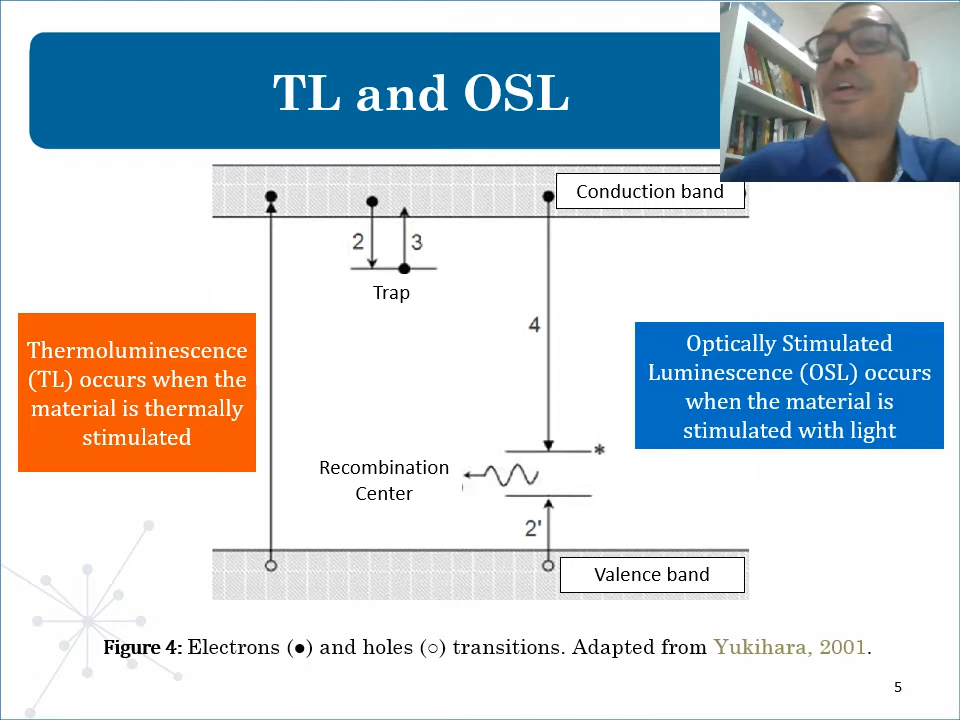 TL and OSL
Conduction band
2
3
Trap
4
Thermoluminescence
(TL) occurs when the
material is thermally
stimulated
Optically Stimulated
Luminescence (OSL) occurs
when the material is
stimulated with light
*
Recombination
Center
2'
Valence band
Figure 4: Electrons (●) and holes (○) transitions. Adapted from Yukihara, 2001.
5